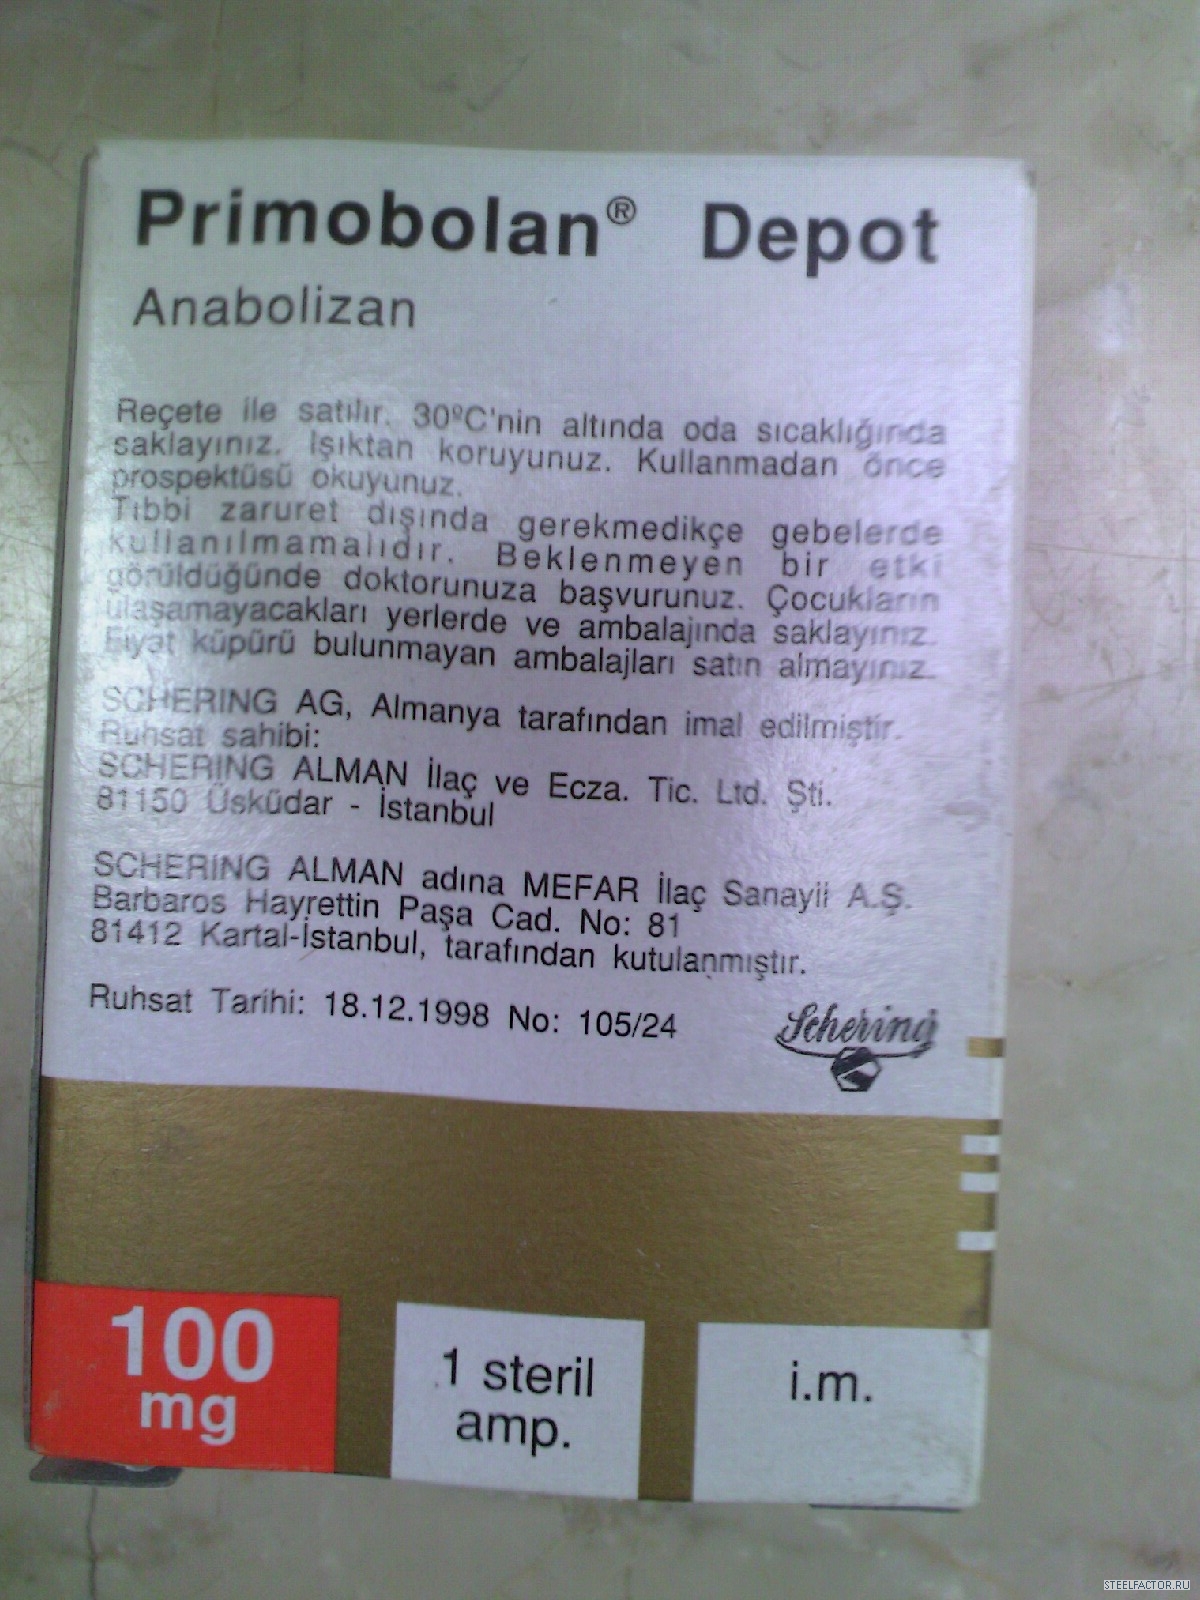 Primobolan® Depot
Anabolizan
Reçete ile satılır. 30ºC'nin altında oda sıcaklığında
saklayınız. Işıktan koruyunuz. Kullanmadan önce
prospektüsü okuyunuz.
Tıbbi zaruret dışında gerekmedikçe gebelerde
kullanılmamalıdır. Beklenmeyen bir etki
görüldüğünde doktorunuza başvurunuz. Çocukların
ulaşamayacakları yerlerde ve ambalajında saklayınız.
Fiyat küpürü bulunmayan ambalajları satın almayınız.
SCHERING AG, Almanya tarafından imal edilmiştir.
Ruhsat sahibi:
SCHERING ALMAN İlaç ve Ecza. Tic. Ltd. Şti.
81150 Üsküdar - İstanbul
SCHERING ALMAN adına MEFAR İlaç Sanayii A.Ş.
Barbaros Hayrettin Paşa Cad. No: 81
81412 Kartal-İstanbul, tarafından kutulanmıştır.
Ruhsat Tarihi: 18.12.1998 No: 105/24
Schering
100
mg
1 steril
amp.
i.m.
STEELFACTOR.RU